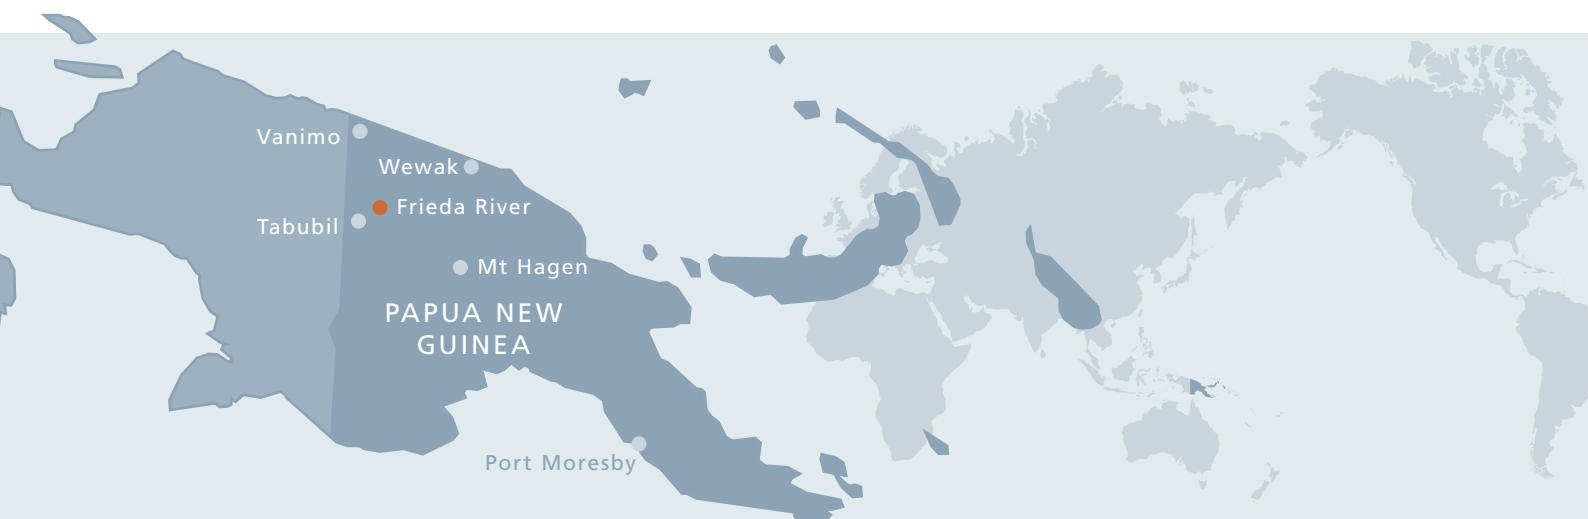 Vanimo
Wewak
Frieda River
Tabubil
Mt Hagen
PAPUA NEW
GUINEA
Port Moresby